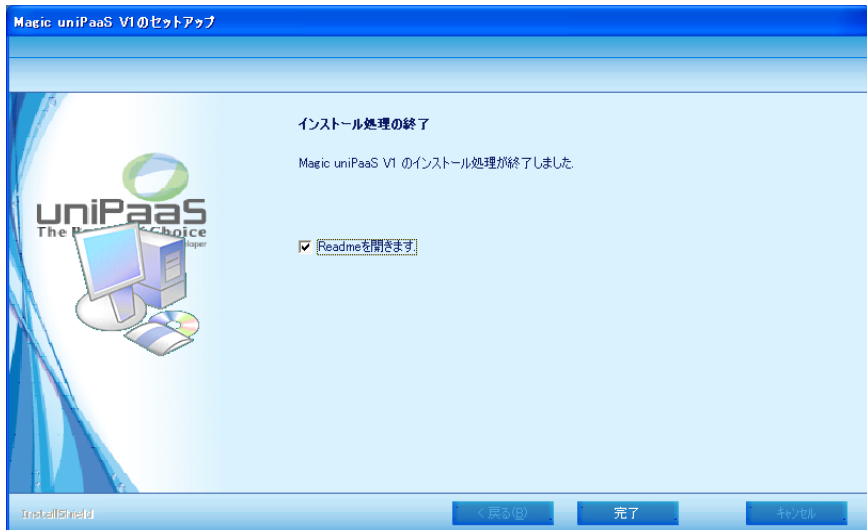 Magic uniPaaS V1のセットアップ
インストール処理の終了
Magic uniPaaS V1 のインストール処理が終了しました.
uniPaaS
The Choice
Readmeを開きます.
InstallShield
< 戻る(B)
完了
キャンセル